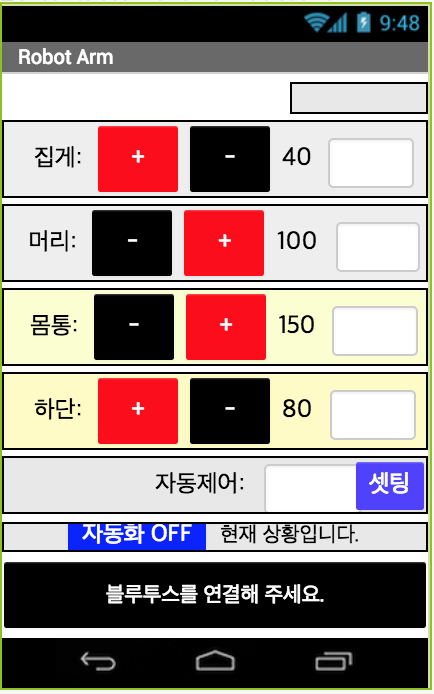 9:48
Robot Arm
집게: + - 40
머리: - + 100
몸통: - + 150
하단: + - 80
자동제어: 셋팅
자동화 OFF 현재 상황입니다.
블루투스를 연결해 주세요.